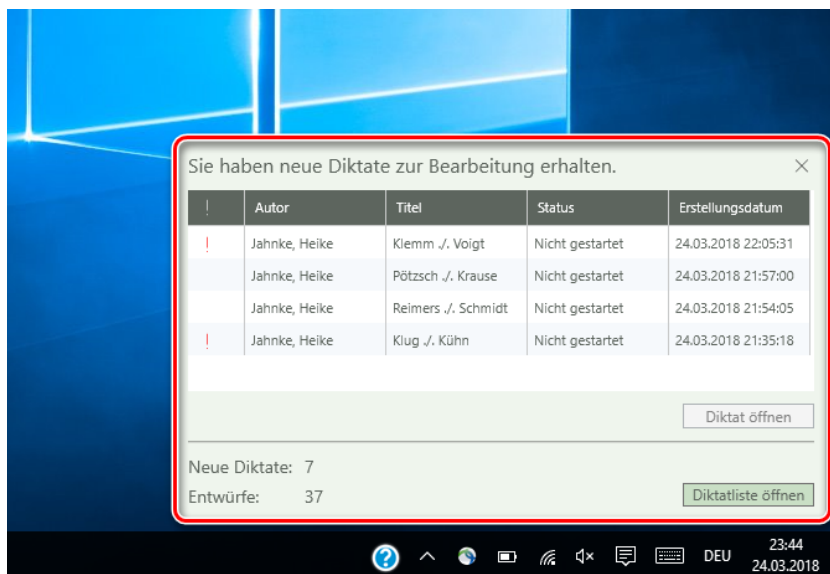 Sie haben neue Diktate zur Bearbeitung erhalten.
! Autor Titel Status Erstellungsdatum
! Jahnke, Heike Klemm ./. Voigt Nicht gestartet 24.03.2018 22:05:31
Jahnke, Heike Pötzsch ./. Krause Nicht gestartet 24.03.2018 21:57:00
Jahnke, Heike Reimers ./. Schmidt Nicht gestartet 24.03.2018 21:54:05
! Jahnke, Heike Klug ./. Kühn Nicht gestartet 24.03.2018 21:35:18
Diktat öffnen
Neue Diktate: 7
Entwürfe: 37
Diktatliste öffnen
DEU
23:44
24.03.2018